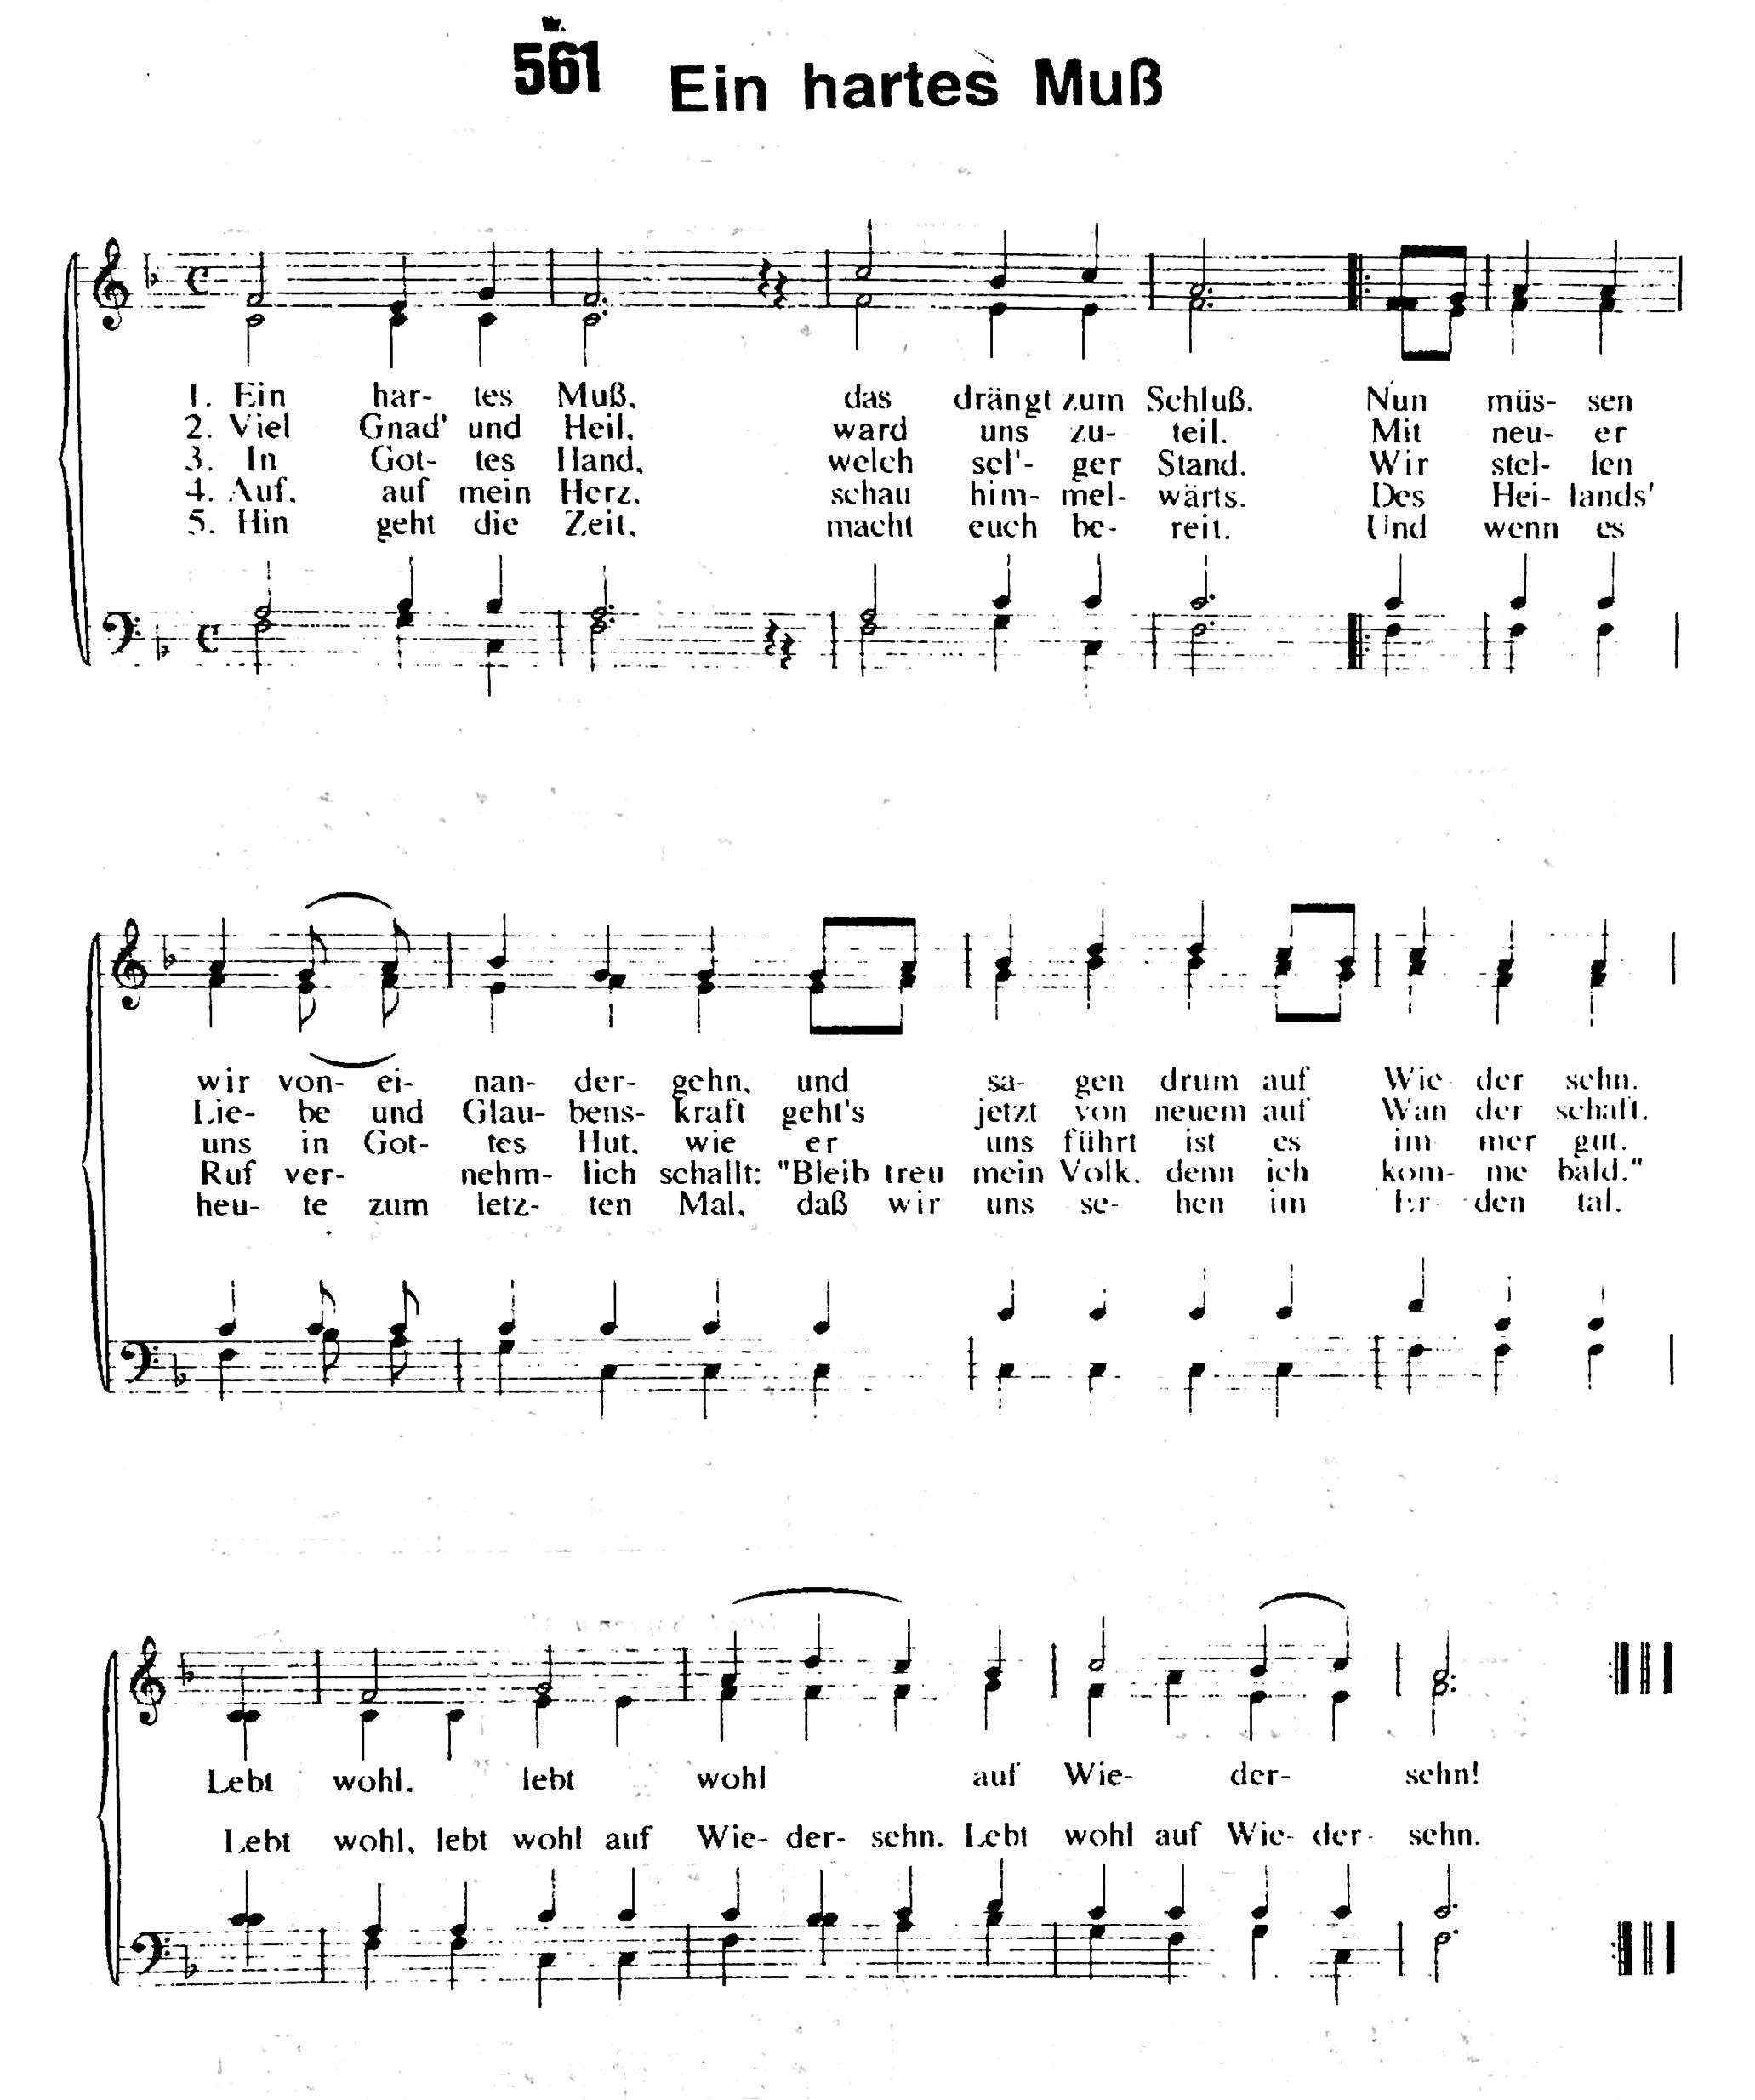 Nr.
561 Ein hartes Muß
1. Ein har- tes Muß, das drängt zum Schluß. Nun müs- sen
2. Viel Gnad' und Heil, ward uns zu- teil. Mit neu- er
3. In Got- tes Hand, welch sel'- ger Stand. Wir stel- len
4. Auf, auf mein Herz, schau him- mel- wärts. Des Hei- lands'
5. Hin geht die Zeit, macht euch be- reit. Und wenn es
wir von- ei- nan- der- gehn, und sa- gen drum auf Wie der sehn.
Lie- be und Glau- bens- kraft geht's jetzt von neuem auf Wan der schaft.
uns in Got- tes Hut, wie er uns führt ist es im mer gut.
Ruf ver- nehm- lich schallt: "Bleib treu mein Volk, denn ich kom- me bald."
heu- te zum letz- ten Mal, daß wir uns se- hen im Er- den tal.
Lebt wohl, lebt wohl auf Wie- der- sehn!
Lebt wohl, lebt wohl auf Wie- der- sehn. Lebt wohl auf Wie- der- sehn.